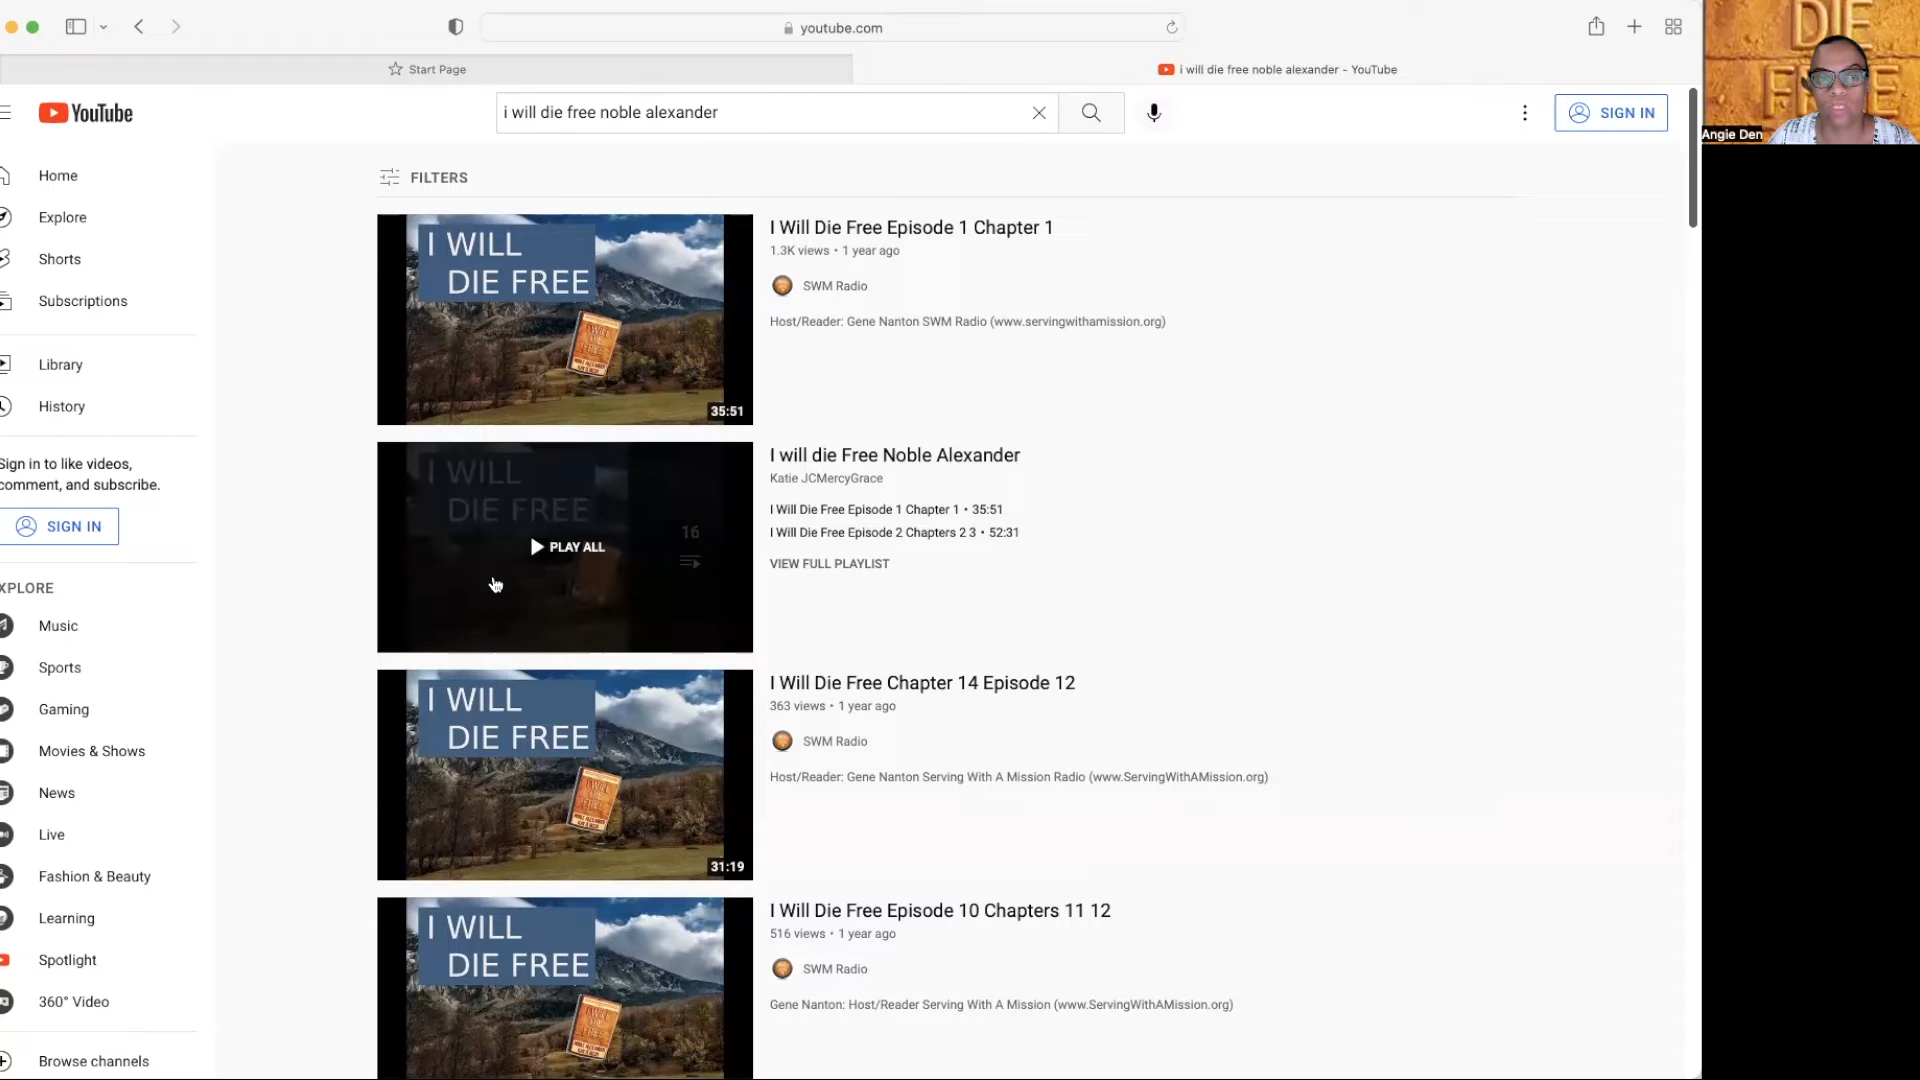 youtube.com
Start Page
i will die free noble alexander - YouTube
YouTube
i will die free noble alexander
SIGN IN
DIE
FREE
Angie Den
Home
Explore
Shorts
Subscriptions
Library
History
Sign in to like videos,
comment, and subscribe.
SIGN IN
XPLORE
Music
Sports
Gaming
Movies & Shows
News
Live
Fashion & Beauty
Learning
Spotlight
360° Video
Browse channels
FILTERS
I WILL
DIE FREE
35:51
I Will Die Free Episode 1 Chapter 1
1.3K views • 1 year ago
SWM Radio
Host/Reader: Gene Nanton SWM Radio (www.servingwithamission.org)
I WILL
DIE FREE
PLAY ALL
16
I will die Free Noble Alexander
Katie JCMercyGrace
I Will Die Free Episode 1 Chapter 1 • 35:51
I Will Die Free Episode 2 Chapters 2 3 • 52:31
VIEW FULL PLAYLIST
I WILL
DIE FREE
31:19
I Will Die Free Chapter 14 Episode 12
363 views • 1 year ago
SWM Radio
Host/Reader: Gene Nanton Serving With A Mission Radio (www.ServingWithAMission.org)
I WILL
DIE FREE
I Will Die Free Episode 10 Chapters 11 12
516 views • 1 year ago
SWM Radio
Gene Nanton: Host/Reader Serving With A Mission (www.ServingWithAMission.org)